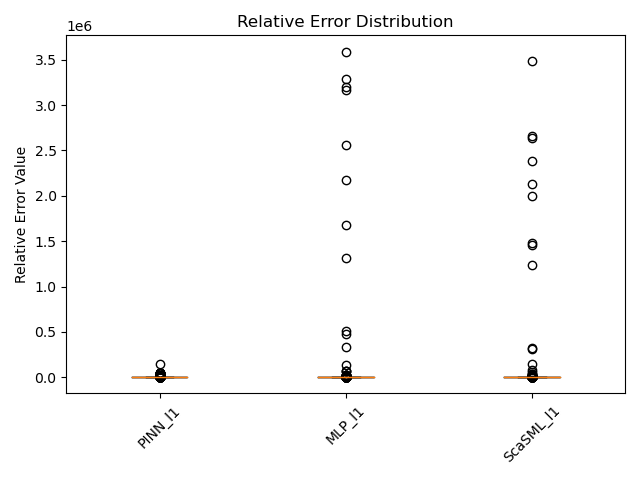 Relative Error Distribution
1e6
3.5
3.0
2.5
2.0
1.5
1.0
0.5
0.0
Relative Error Value
PINN_l1
MLP_l1
ScaSML_l1